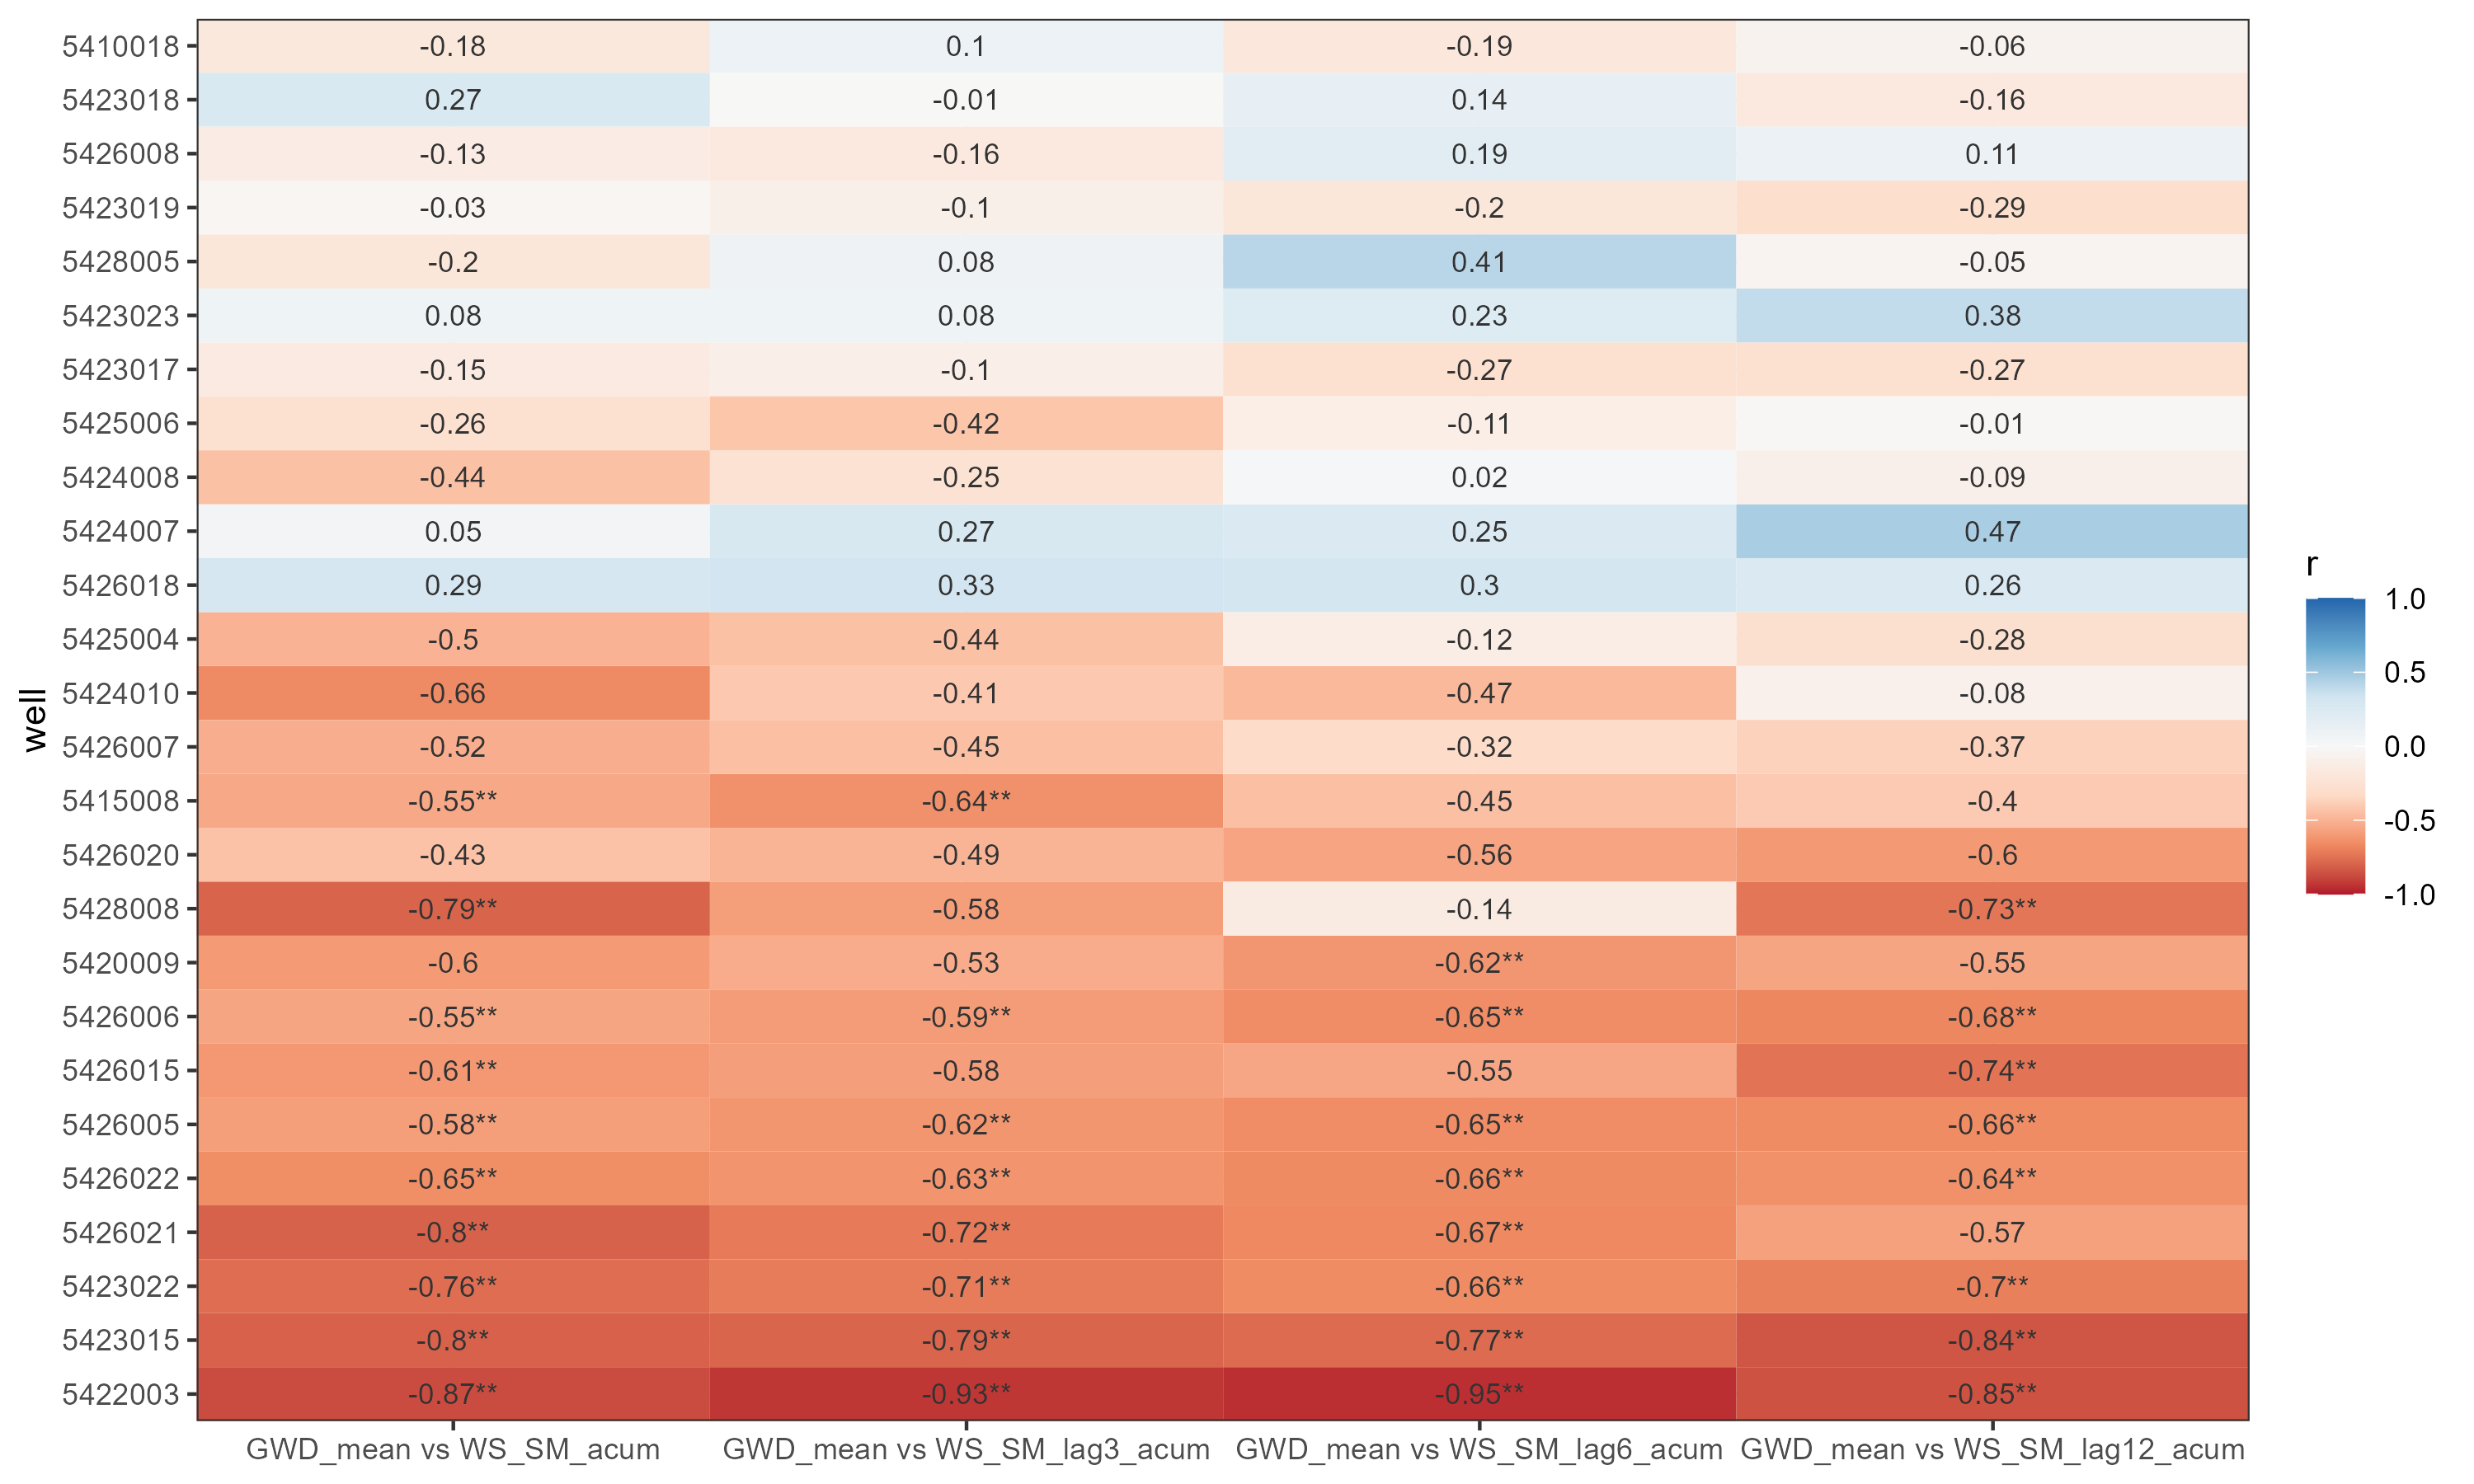 5410018 -0.18 0.1 -0.19 -0.06
5423018 0.27 -0.01 0.14 -0.16
5426008 -0.13 -0.16 0.19 0.11
5423019 -0.03 -0.1 -0.2 -0.29
5428005 -0.2 0.08 0.41 -0.05
5423023 0.08 0.08 0.23 0.38
5423017 -0.15 -0.1 -0.27 -0.27
5425006 -0.26 -0.42 -0.11 -0.01
5424008 -0.44 -0.25 0.02 -0.09
5424007 0.05 0.27 0.25 0.47
5426018 0.29 0.33 0.3 0.26
5425004 -0.5 -0.44 -0.12 -0.28
5424010 -0.66 -0.41 -0.47 -0.08
5426007 -0.52 -0.45 -0.32 -0.37
5415008 -0.55** -0.64** -0.45 -0.4
5426020 -0.43 -0.49 -0.56 -0.6
5428008 -0.79** -0.58 -0.14 -0.73**
5420009 -0.6 -0.53 -0.62** -0.55
5426006 -0.55** -0.59** -0.65** -0.68**
5426015 -0.61** -0.58 -0.55 -0.74**
5426005 -0.58** -0.62** -0.65** -0.66**
5426022 -0.65** -0.63** -0.66** -0.64**
5426021 -0.8** -0.72** -0.67** -0.57
5423022 -0.76** -0.71** -0.66** -0.7**
5423015 -0.8** -0.79** -0.77** -0.84**
5422003 -0.87** -0.93** -0.95** -0.85**
GWD_mean vs WS_SM_acum GWD_mean vs WS_SM_lag3_acum GWD_mean vs WS_SM_lag6_acum GWD_mean vs WS_SM_lag12_acum
well
r
1.0
0.5
0.0
-0.5
-1.0